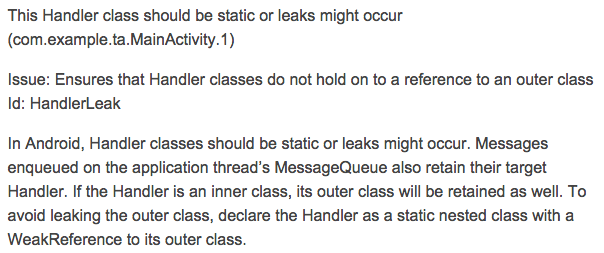 This Handler class should be static or leaks might occur
(com.example.ta.MainActivity.1)
Issue: Ensures that Handler classes do not hold on to a reference to an outer class
Id: HandlerLeak
In Android, Handler classes should be static or leaks might occur. Messages
enqueued on the application thread’s MessageQueue also retain their target
Handler. If the Handler is an inner class, its outer class will be retained as well. To
avoid leaking the outer class, declare the Handler as a static nested class with a
WeakReference to its outer class.